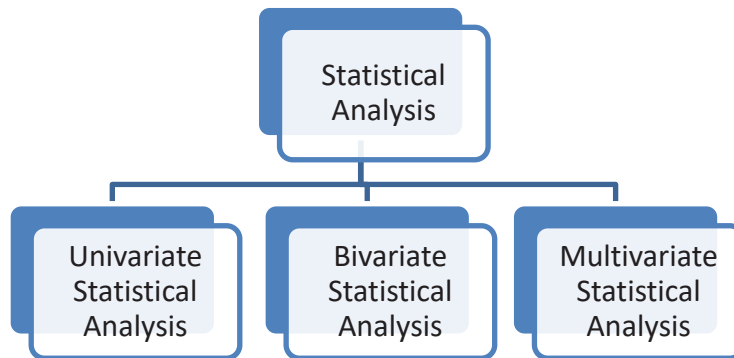 Statistical
Analysis
Univariate
Statistical
Analysis
Bivariate
Statistical
Analysis
Multivariate
Statistical
Analysis